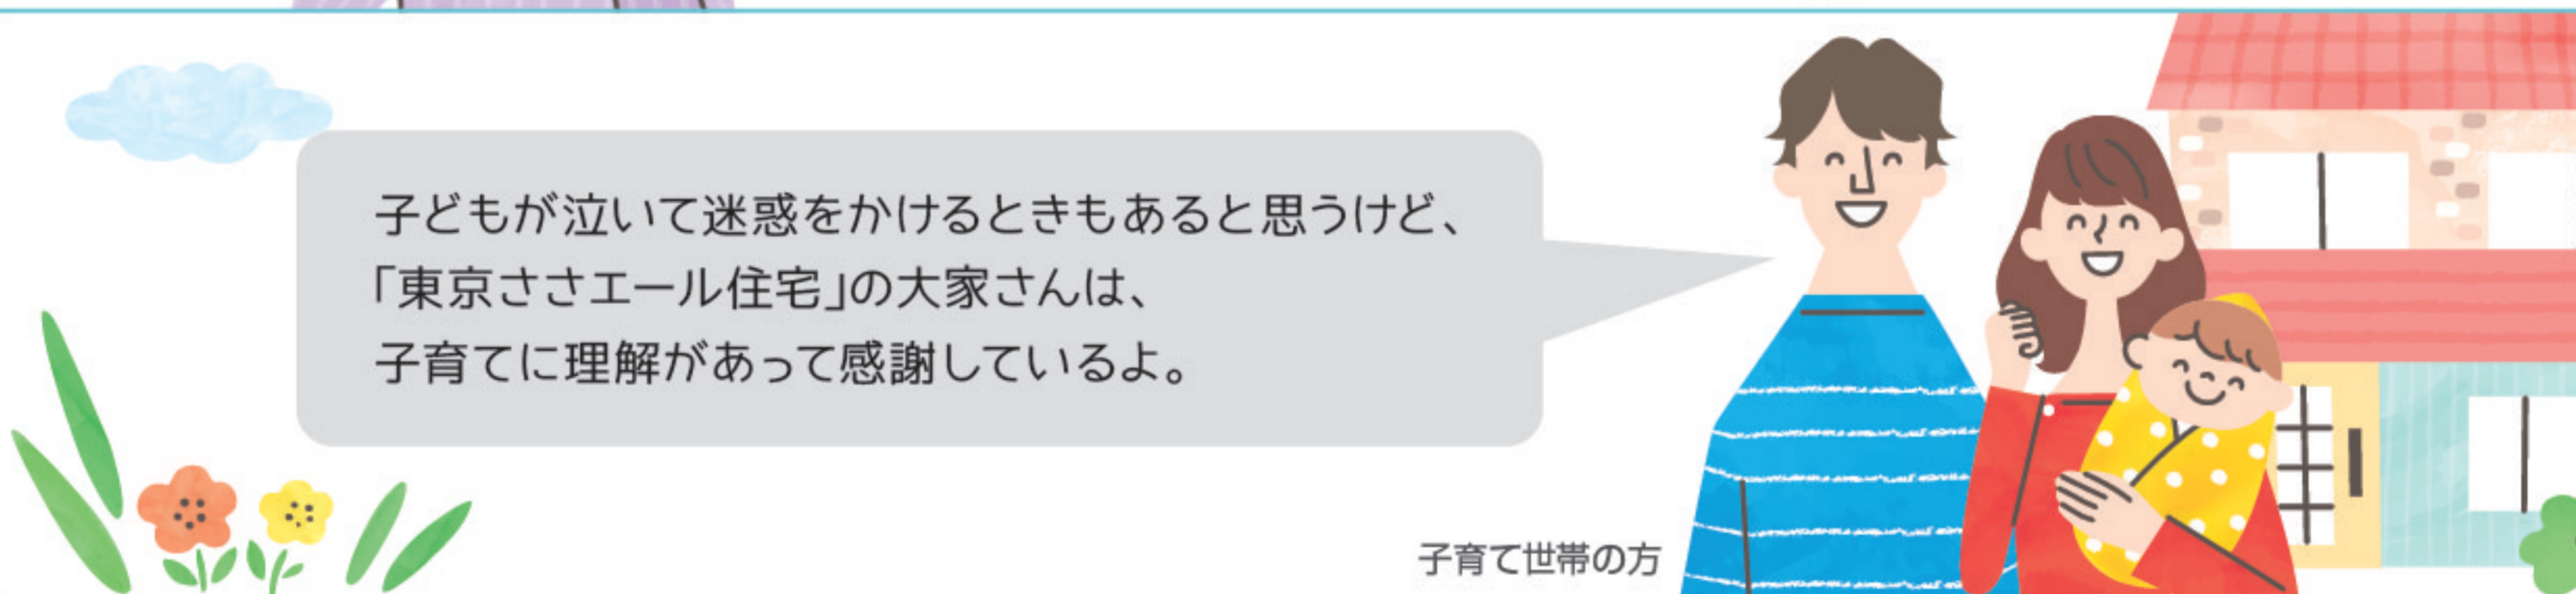 子どもが泣いて迷惑をかけるときもあると思うけど、
「東京ささエール住宅」の大家さんは、
子育てに理解があって感謝しているよ。
子育て世帯の方